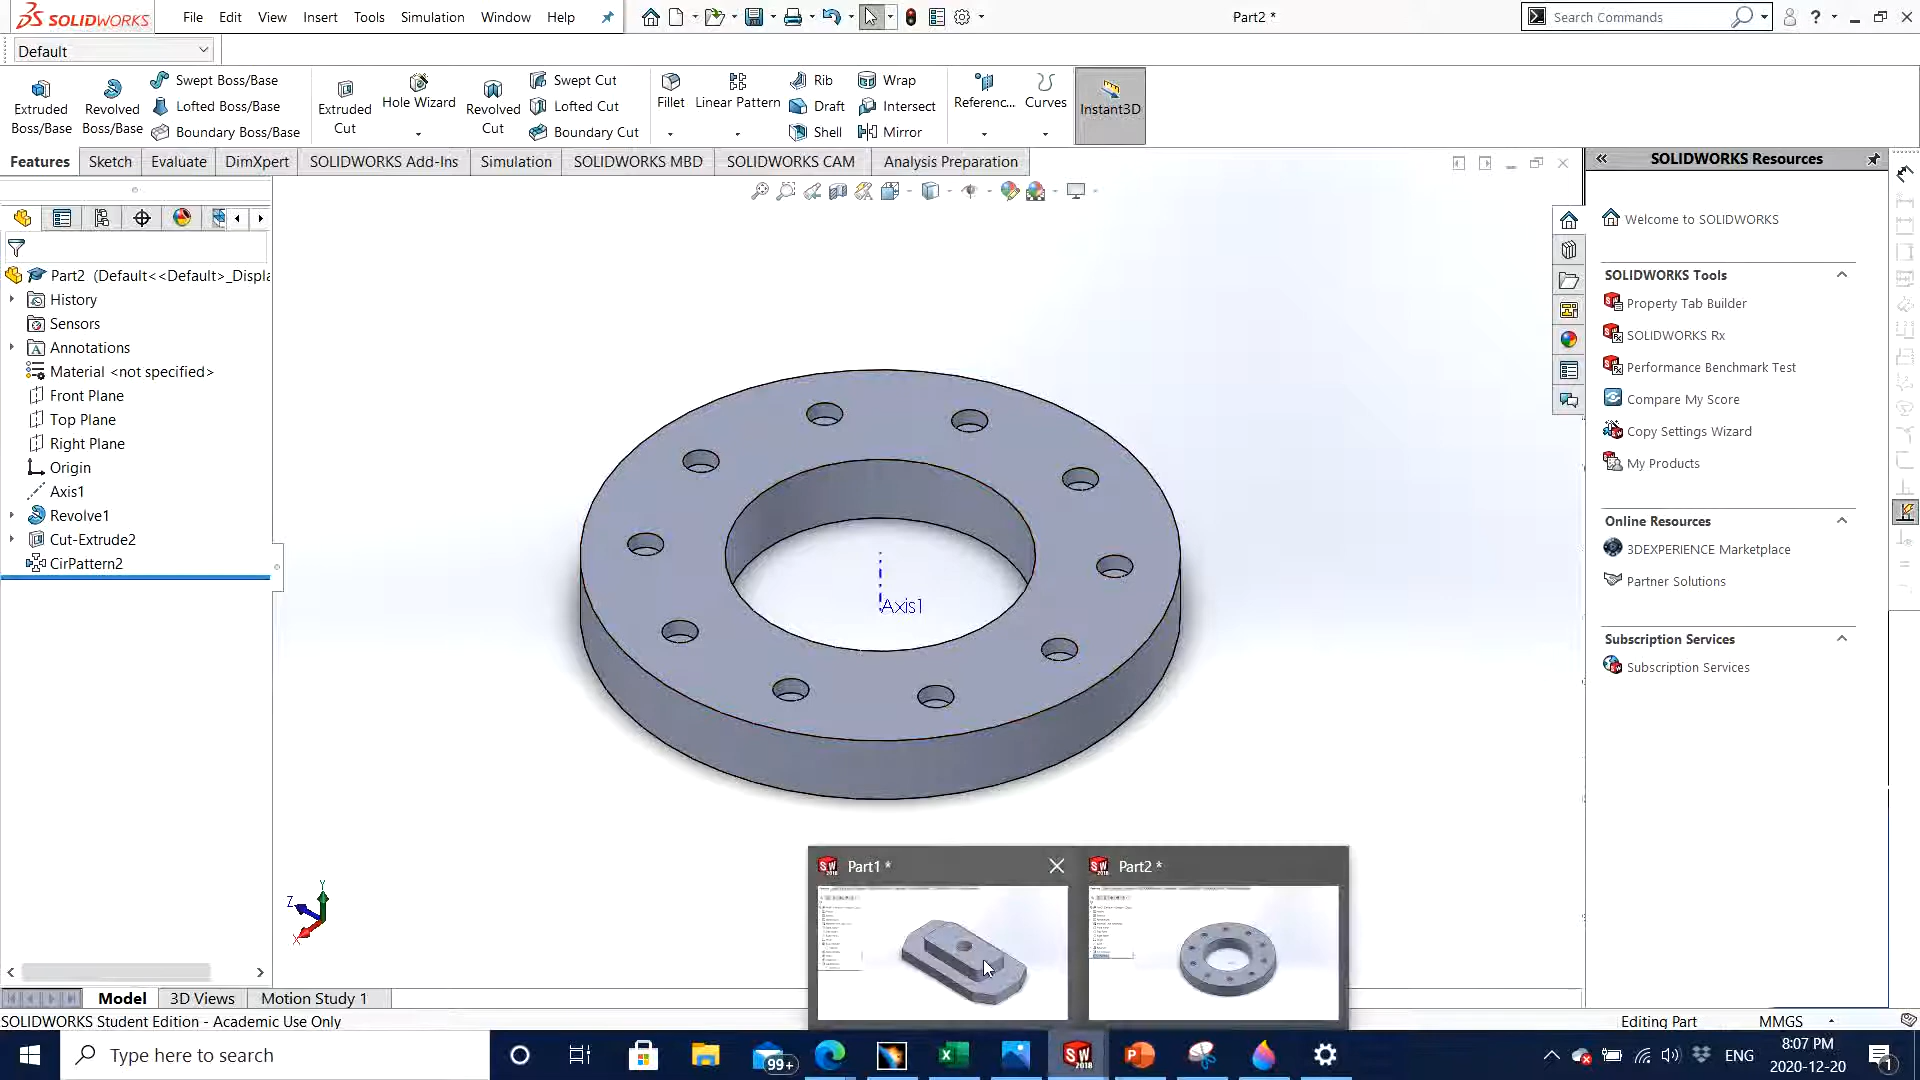 SOLIDWORKS
File Edit View Insert Tools Simulation Window Help
Part2 *
Search Commands
Default
Extruded Boss/Base
Revolved Boss/Base
Swept Boss/Base
Lofted Boss/Base
Boundary Boss/Base
Extruded Cut
Hole Wizard
Revolved Cut
Swept Cut
Lofted Cut
Boundary Cut
Fillet
Linear Pattern
Rib
Draft
Shell
Wrap
Intersect
Mirror
Referenc...
Curves
Instant3D
Features Sketch Evaluate DimXpert SOLIDWORKS Add-Ins Simulation SOLIDWORKS MBD SOLIDWORKS CAM Analysis Preparation
Part2 (Default<<Default>_Displa
History
Sensors
Annotations
Material <not specified>
Front Plane
Top Plane
Right Plane
Origin
Axis1
Revolve1
Cut-Extrude2
CirPattern2
Axis1
Y
Z
X
SOLIDWORKS Resources
Welcome to SOLIDWORKS
SOLIDWORKS Tools
Property Tab Builder
SOLIDWORKS Rx
Performance Benchmark Test
Compare My Score
Copy Settings Wizard
My Products
Online Resources
3DEXPERIENCE Marketplace
Partner Solutions
Subscription Services
Subscription Services
SW 2018 Part1 *
SW 2018 Part2 *
Model 3D Views Motion Study 1
SOLIDWORKS Student Edition - Academic Use Only
Editing Part MMGS
Type here to search
99+
SW 2018
ENG
8:07 PM
2020-12-20
1